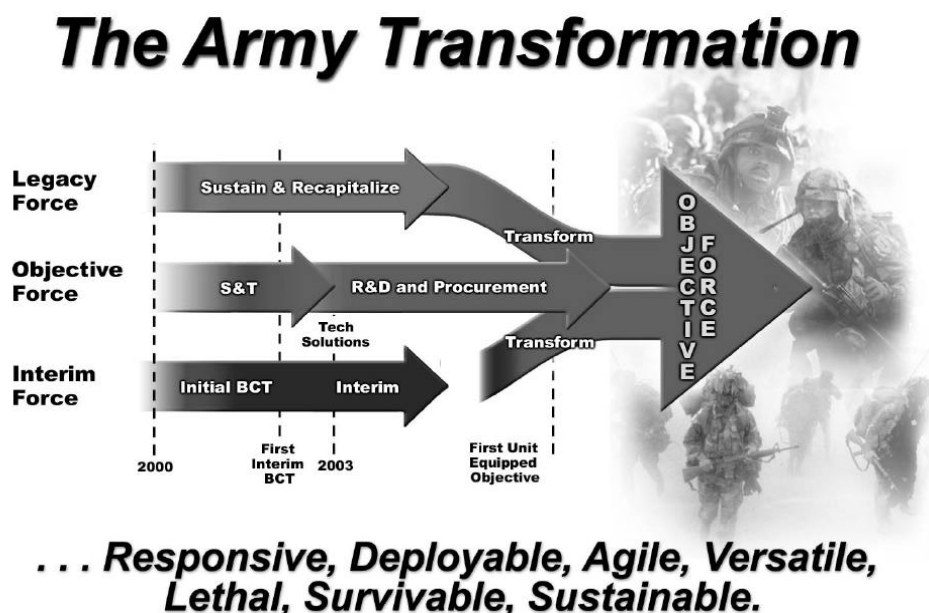 The Army Transformation
Legacy
Force
Sustain & Recapitalize
Transform
Objective
Force
S&T
R&D and Procurement
OBJECTIVE
FORCE
Tech
Solutions
Transform
Interim
Force
Initial BCT
Interim
2000
First
Interim
BCT
2003
First Unit
Equipped
Objective
. . . Responsive, Deployable, Agile, Versatile,
Lethal, Survivable, Sustainable.